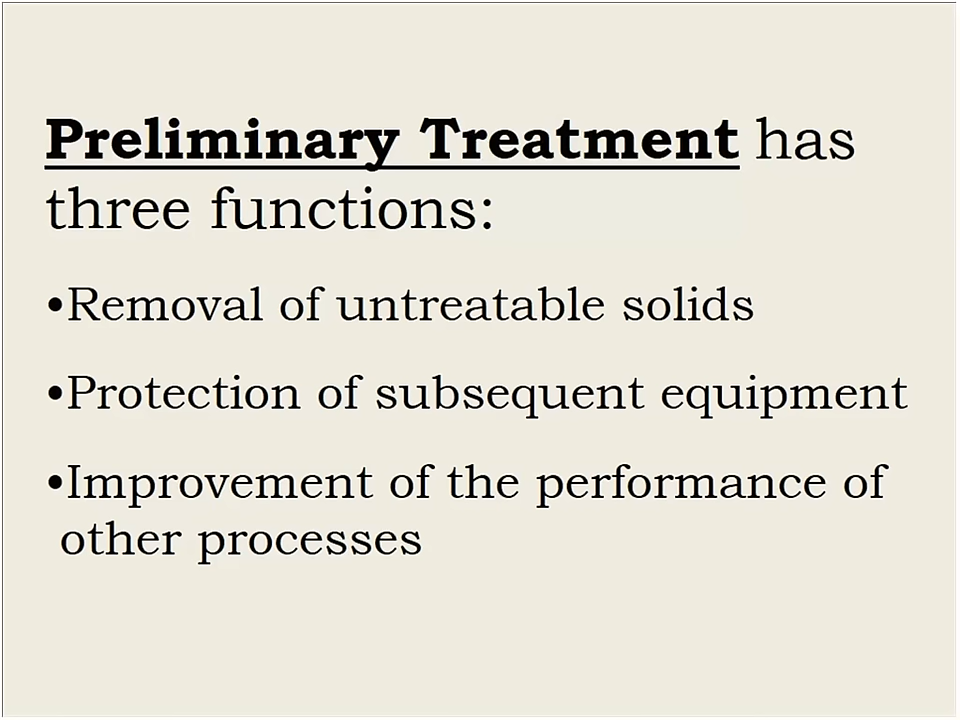 Preliminary Treatment has
three functions:
•Removal of untreatable solids
•Protection of subsequent equipment
•Improvement of the performance of
other processes